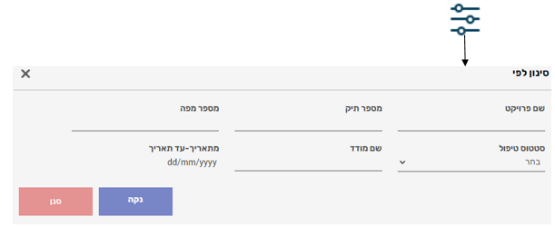 סינון לפי
שם פרויקט
מספר תיק
מספר מפה
סטטוס טיפול
בחר
שם מודד
מתאריך-עד תאריך
dd/mm/yyyy
נקה
סנן